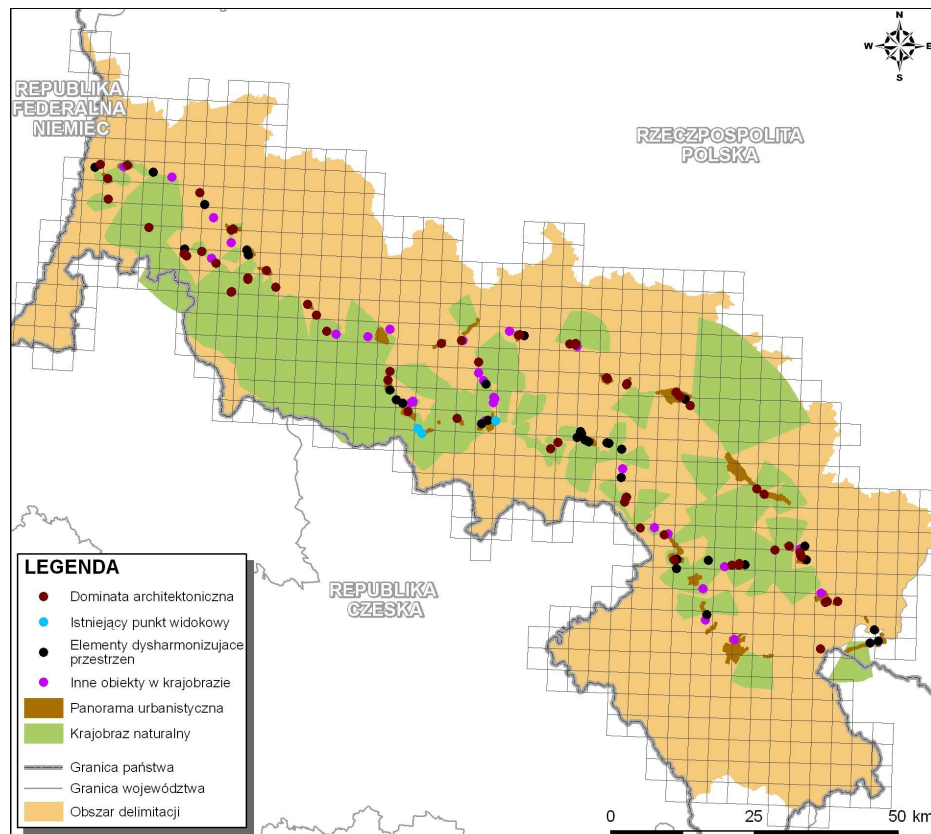 N
W E
S
REPUBLIKA
FEDERALNA
NIEMIEC
RZECZPOSPOLITA
POLSKA
REPUBLIKA
CZESKA
LEGENDA
Dominata architektoniczna
Istniejący punkt widokowy
Elementy dysharmonizujace
przestrzen
Inne obiekty w krajobrazie
Panorama urbanistyczna
Krajobraz naturalny
Granica państwa
Granica województwa
Obszar delimitacji
0 25 50 km